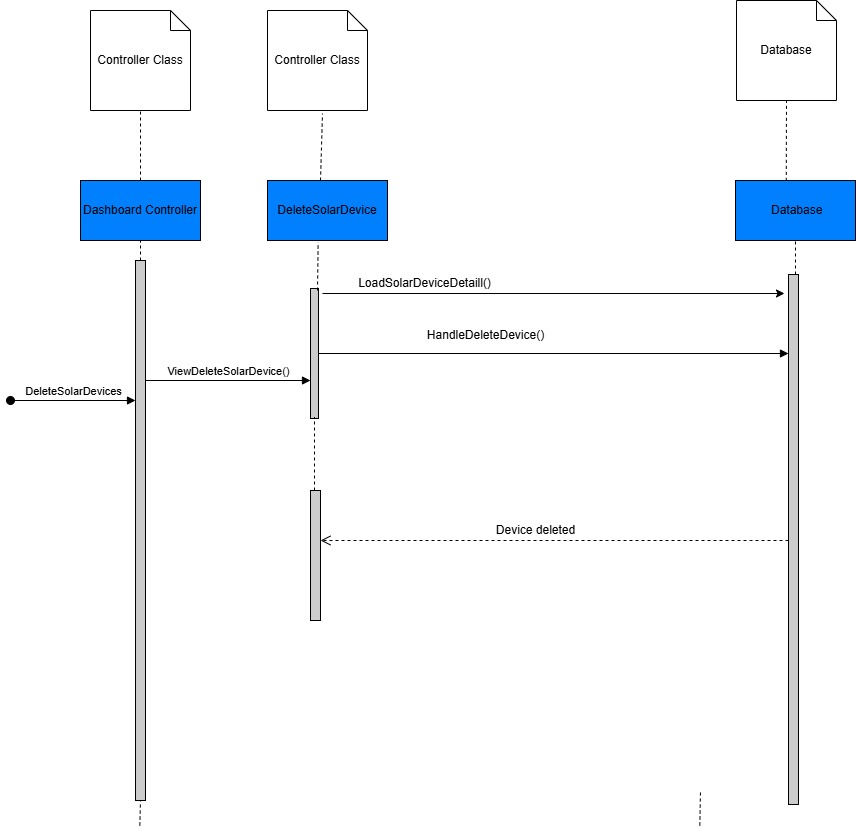 Controller Class
Controller Class
Database
Dashboard Controller
DeleteSolarDevice
Database
LoadSolarDeviceDetaill()
HandleDeleteDevice()
ViewDeleteSolarDevice()
DeleteSolarDevices
Device deleted